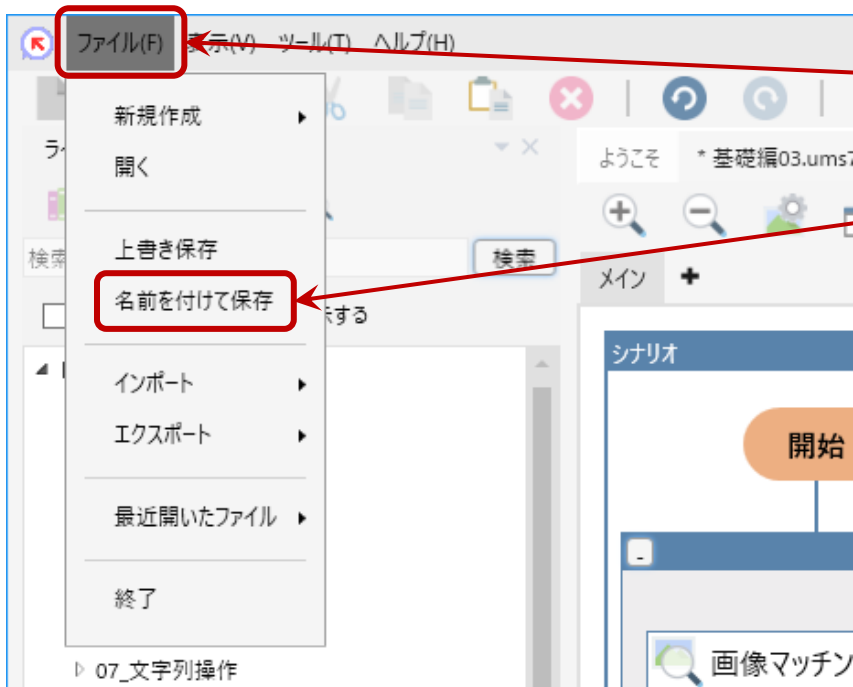 ファイル(F) 表示(V) ツール(T) ヘルプ(H)
新規作成
開く
上書き保存
名前を付けて保存
インポート
エクスポート
最近開いたファイル
終了
検索
する
07_文字列操作
ようこそ * 基礎編03.ums7
メイン
シナリオ
開始
画像マッチン